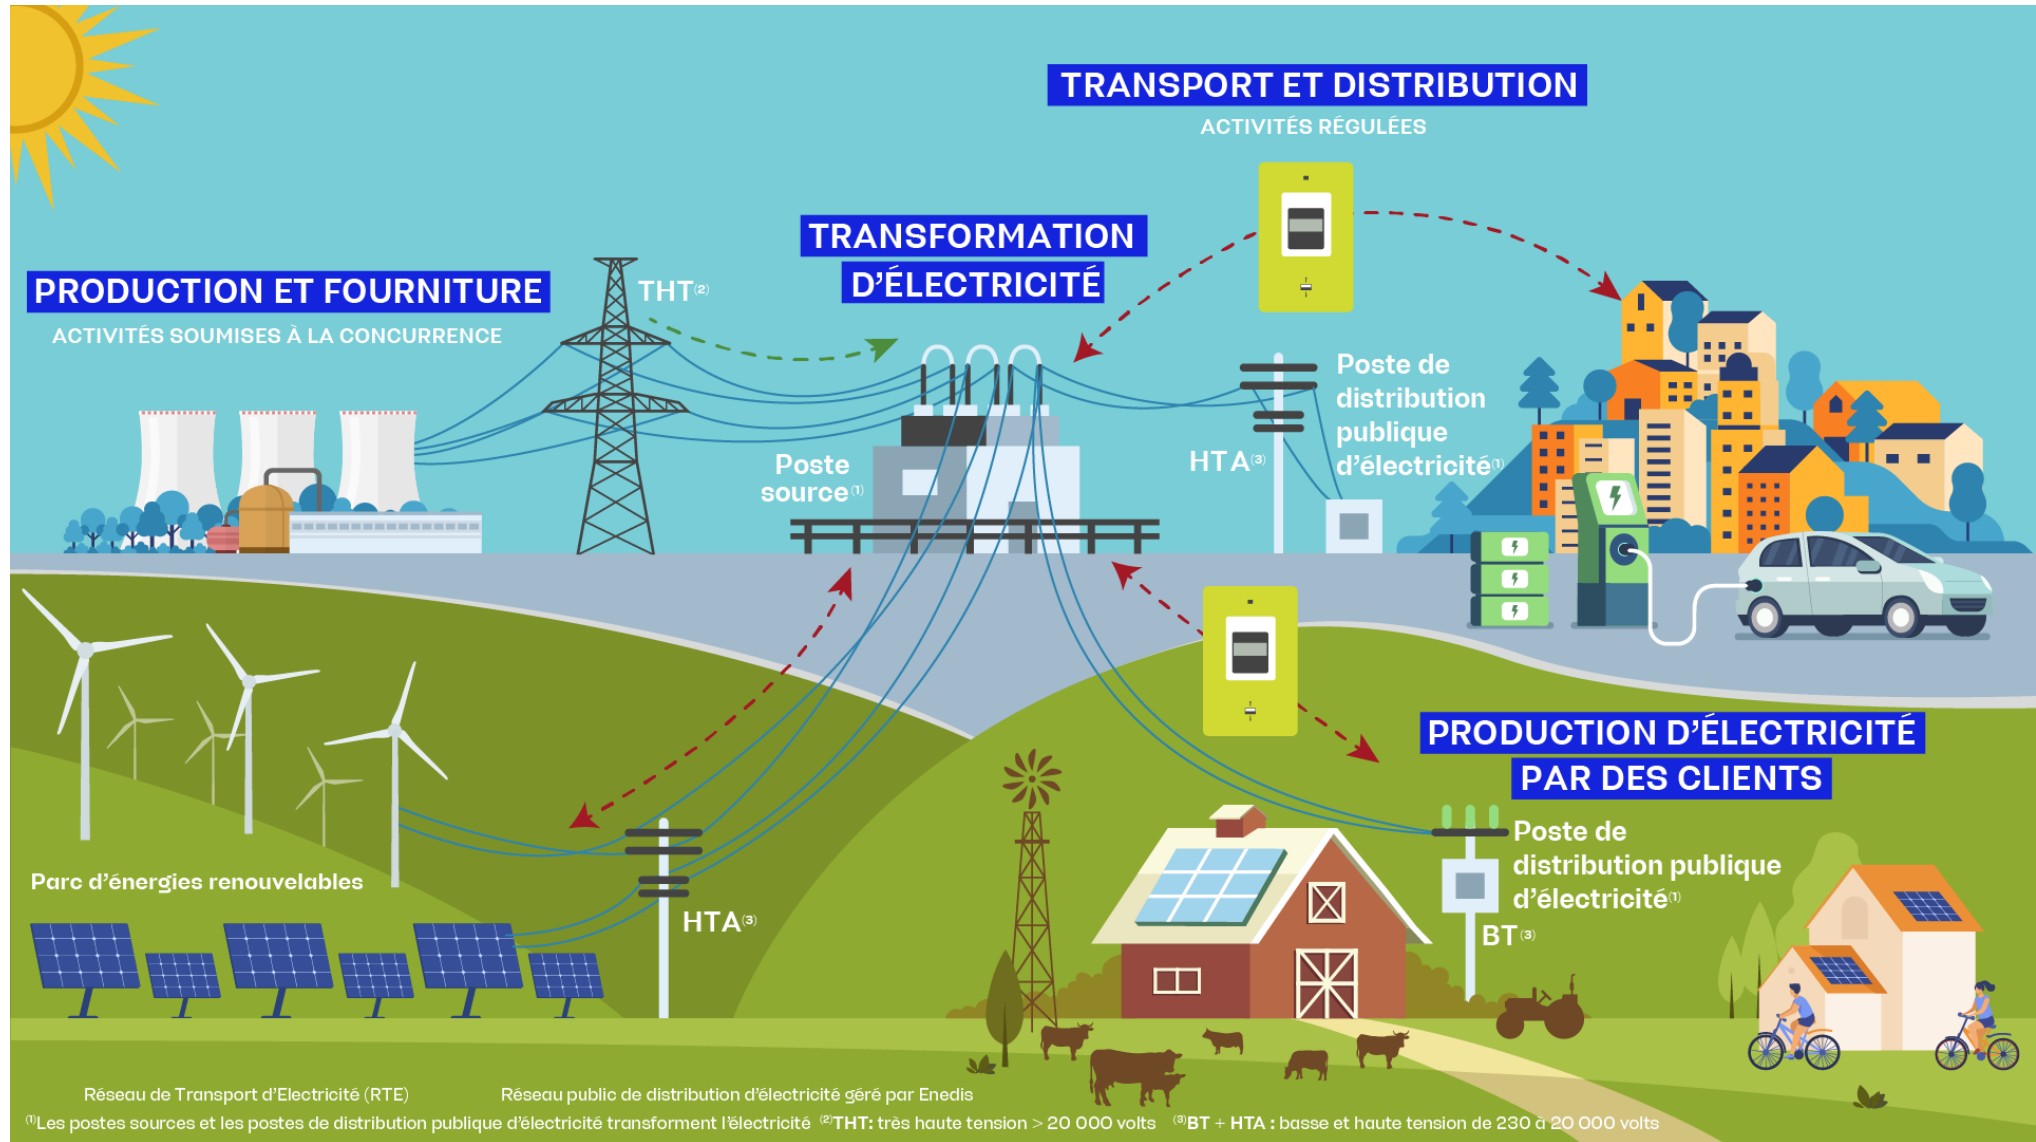 TRANSPORT ET DISTRIBUTION
ACTIVITÉS RÉGULÉES
TRANSFORMATION
D'ÉLECTRICITÉ
PRODUCTION ET FOURNITURE
ACTIVITÉS SOUMISES À LA CONCURRENCE
THT(2)
Poste
source(1)
HTA(3)
Poste de
distribution
publique
d'électricité(1)
PRODUCTION D'ÉLECTRICITÉ
PAR DES CLIENTS
Poste de
distribution publique
d'électricité(1)
BT(3)
Parc d'énergies renouvelables
HTA(3)
Réseau de Transport d'Electricité (RTE)
Réseau public de distribution d'électricité géré par Enedis
(1)Les postes sources et les postes de distribution publique d'électricité transforment l'électricité (2)THT: très haute tension > 20 000 volts (3)BT + HTA : basse et haute tension de 230 à 20 000 volts